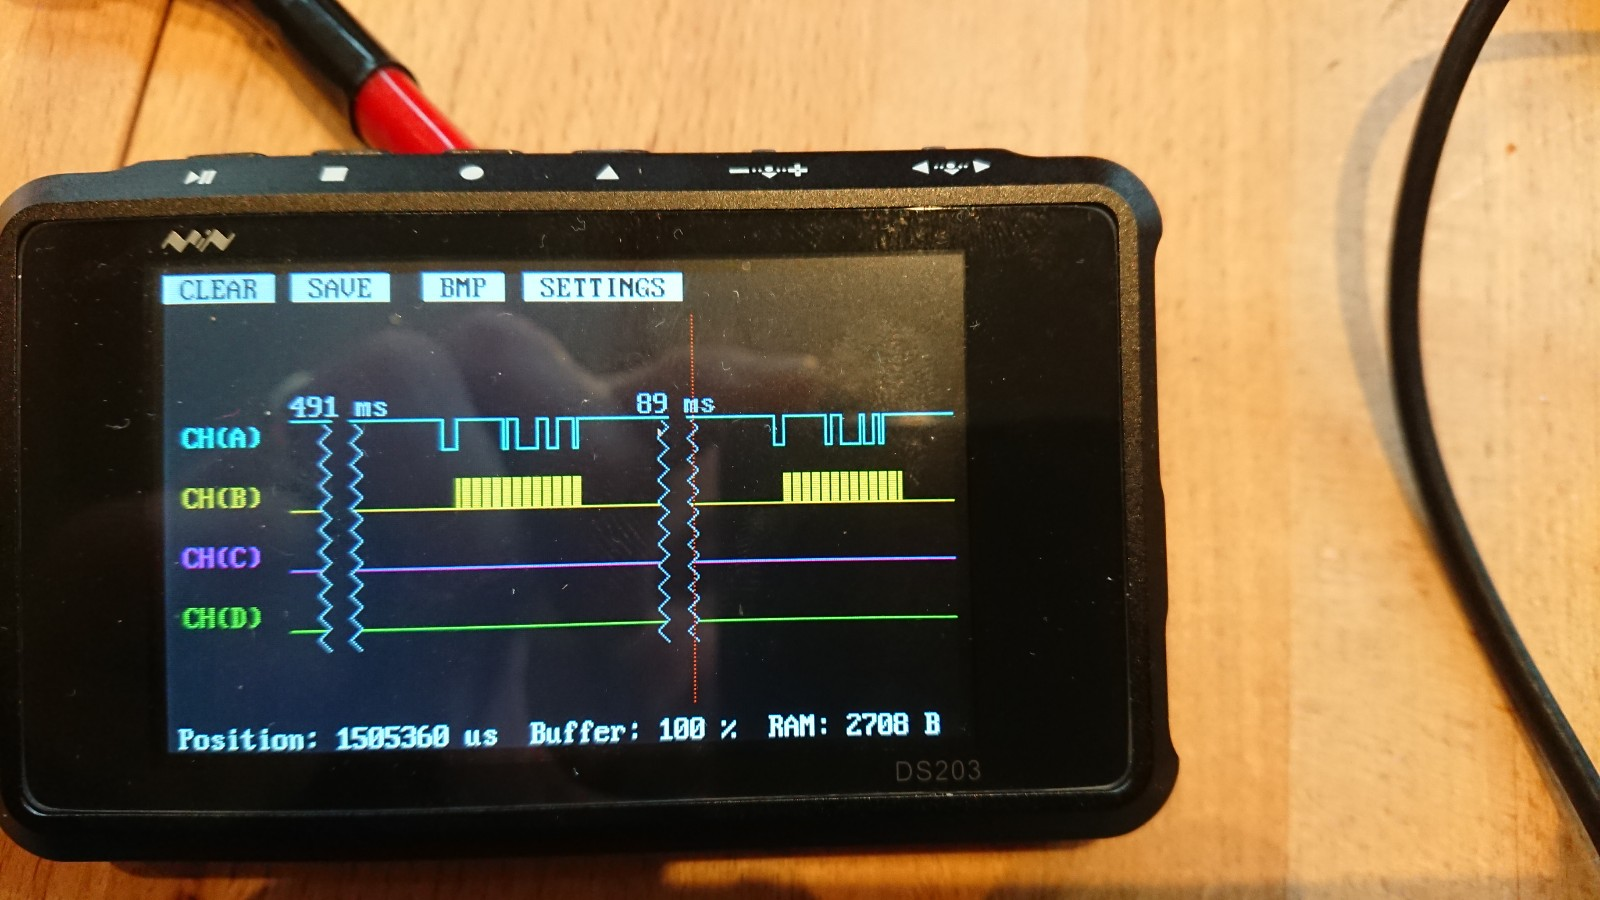 MiNi
CLEAR SAVE BMP SETTINGS
491 ms 89 ms
CH(A)
CH(B)
CH(C)
CH(D)
Position: 1505360 us Buffer: 100 % RAM: 2708 B
DS203